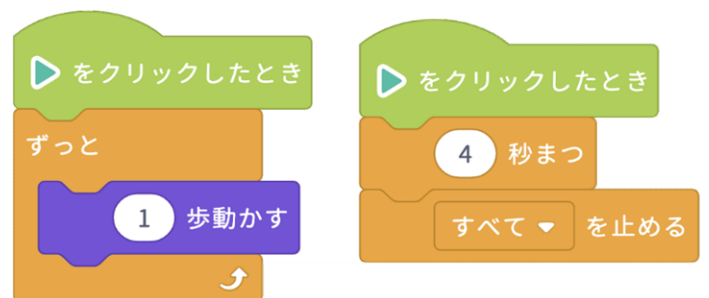 をクリックしたとき
ずっと
1 歩動かす
をクリックしたとき
4 秒まつ
すべて を止める